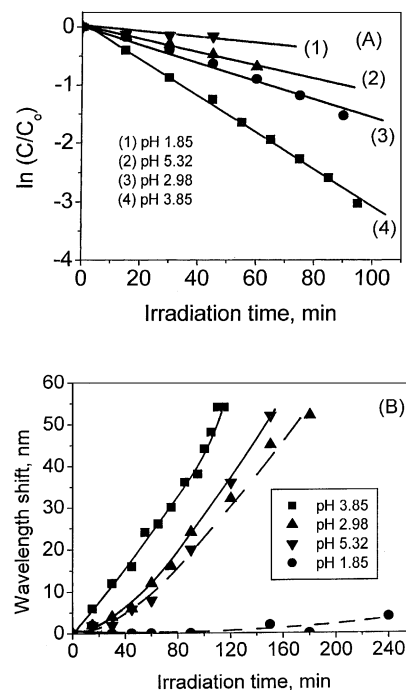 0
-1
-2
-3
-4
ln (C/C₀)
(A)
(1)
(2)
(3)
(4)
(1) pH 1.85
(2) pH 5.32
(3) pH 2.98
(4) pH 3.85
0 20 40 60 80 100
Irradiation time, min
60
50
40
30
20
10
0
Wavelength shift, nm
(B)
pH 3.85
pH 2.98
pH 5.32
pH 1.85
0 40 80 120 160 200 240
Irradiation time, min